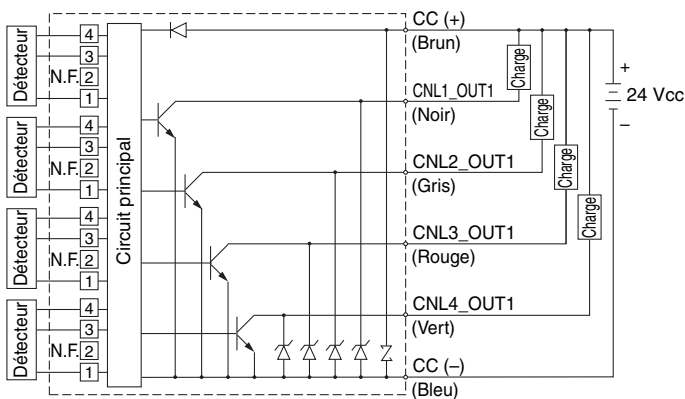 Détecteur
4
3
N.F. 2
1
Détecteur
4
3
N.F. 2
1
Détecteur
4
3
N.F. 2
1
Détecteur
4
3
N.F. 2
1
Circuit principal
CC (+)
(Brun)
CNL1_OUT1
(Noir)
CNL2_OUT1
(Gris)
CNL3_OUT1
(Rouge)
CNL4_OUT1
(Vert)
CC (–)
(Bleu)
Charge
Charge
Charge
Charge
+
24 Vcc
–